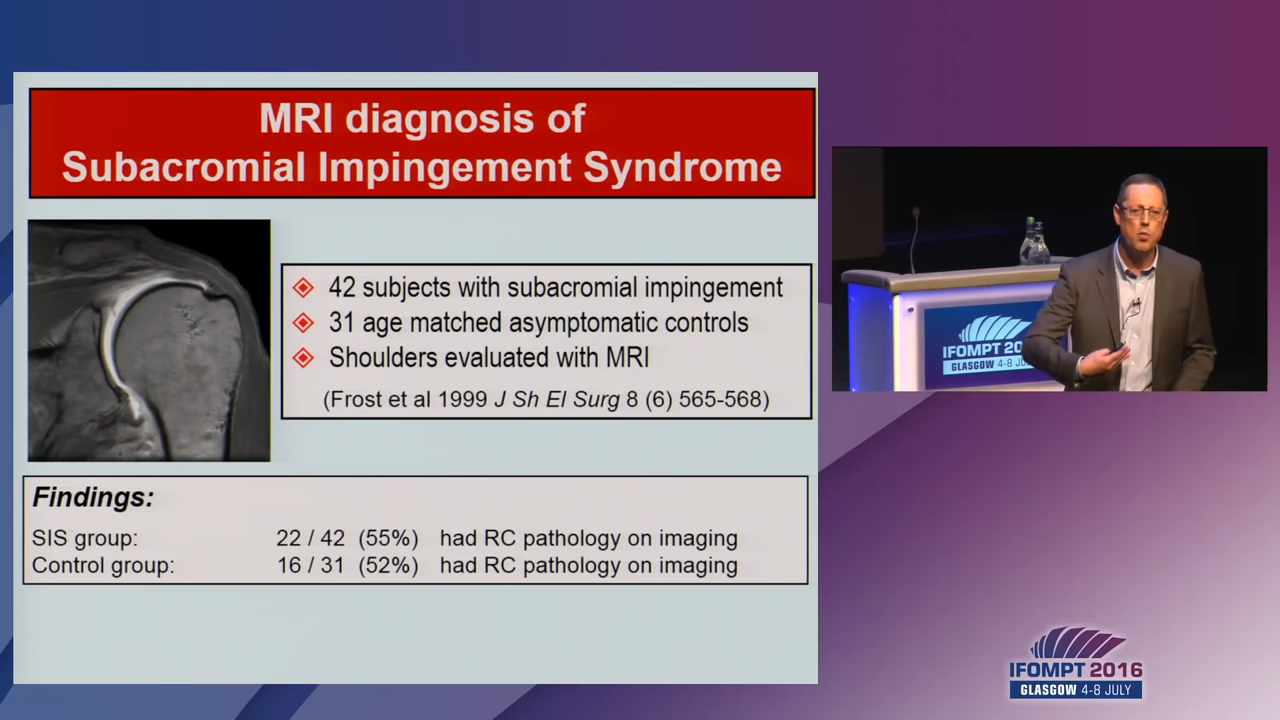 MRI diagnosis of
Subacromial Impingement Syndrome
42 subjects with subacromial impingement
31 age matched asymptomatic controls
Shoulders evaluated with MRI
(Frost et al 1999 J Sh El Surg 8 (6) 565-568)
Findings:
SIS group: 22 / 42 (55%) had RC pathology on imaging
Control group: 16 / 31 (52%) had RC pathology on imaging
IFOMPT 20
GLASGOW 4-8
IFOMPT 2016
GLASGOW 4-8 JULY